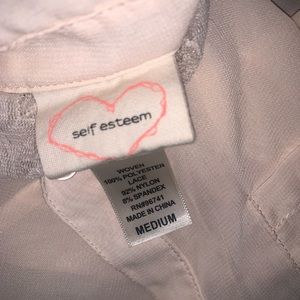 self esteem
WOVEN
100% POLYESTER
LACE
92% NYLON
8% SPANDEX
RN#96741
MADE IN CHINA
MEDIUM